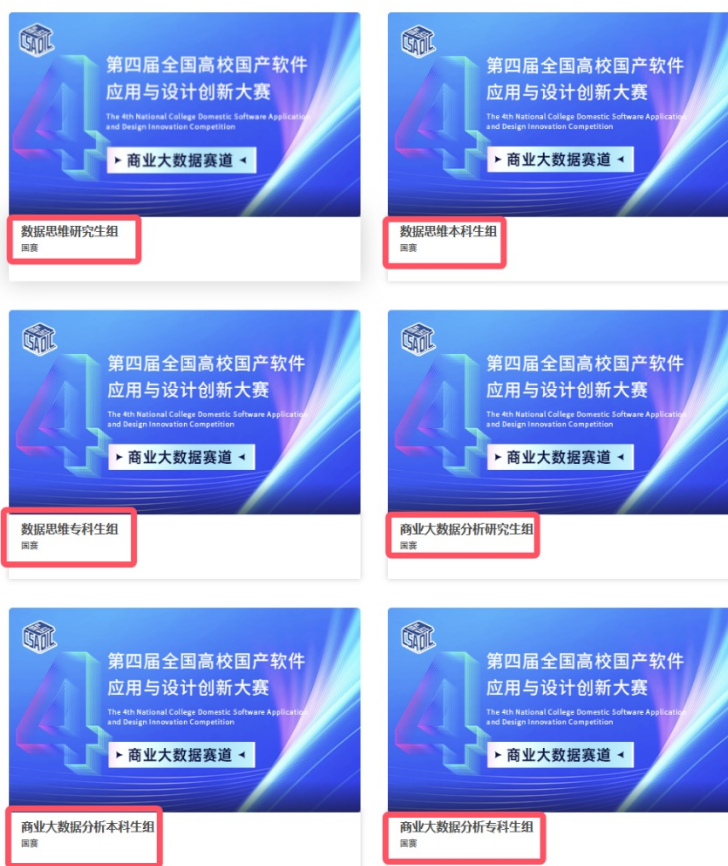 CSADIC
第四届全国高校国产软件
应用与设计创新大赛
The 4th National College Domestic Software Application
and Design Innovation Competition
商业大数据赛道
数据思维研究生组
国赛
第四届全国高校国产软件
应用与设计创新大赛
The 4th National College Domestic Software Application
and Design Innovation Competition
商业大数据赛道
数据思维本科生组
国赛
第四届全国高校国产软件
应用与设计创新大赛
The 4th National College Domestic Software Application
and Design Innovation Competition
商业大数据赛道
数据思维专科生组
国赛
第四届全国高校国产软件
应用与设计创新大赛
The 4th National College Domestic Software Application
and Design Innovation Competition
商业大数据赛道
商业大数据分析研究生组
国赛
第四届全国高校国产软件
应用与设计创新大赛
The 4th National College Domestic Software Application
and Design Innovation Competition
商业大数据赛道
商业大数据分析本科生组
国赛
第四届全国高校国产软件
应用与设计创新大赛
The 4th National College Domestic Software Application
and Design Innovation Competition
商业大数据赛道
商业大数据分析专科生组
国赛